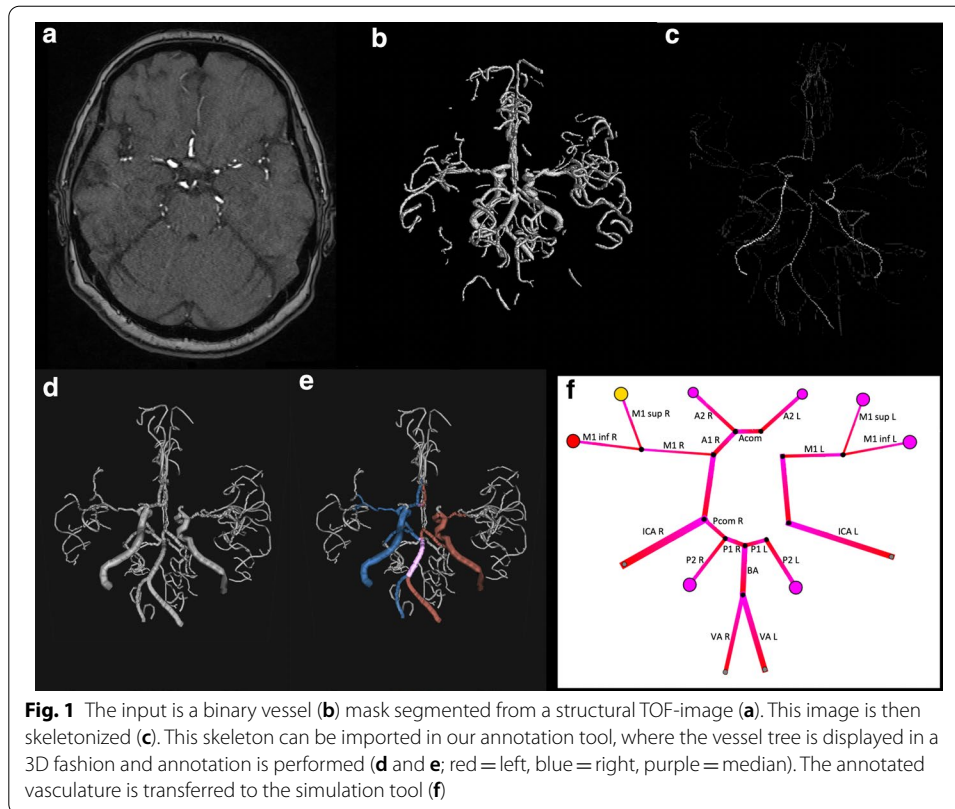 a
b
c
d
e
f
M1 sup R
A2 R
A2 L
M1 sup L
M1 inf R
M1 R
A1 R
Acom
M1 L
M1 inf L
ICA R
Pcom R
ICA L
P1 R
P1 L
P2 R
P2 L
BA
VA R
VA L
Fig. 1 The input is a binary vessel (b) mask segmented from a structural TOF-image (a). This image is then
skeletonized (c). This skeleton can be imported in our annotation tool, where the vessel tree is displayed in a
3D fashion and annotation is performed (d and e; red = left, blue = right, purple = median). The annotated
vasculature is transferred to the simulation tool (f)